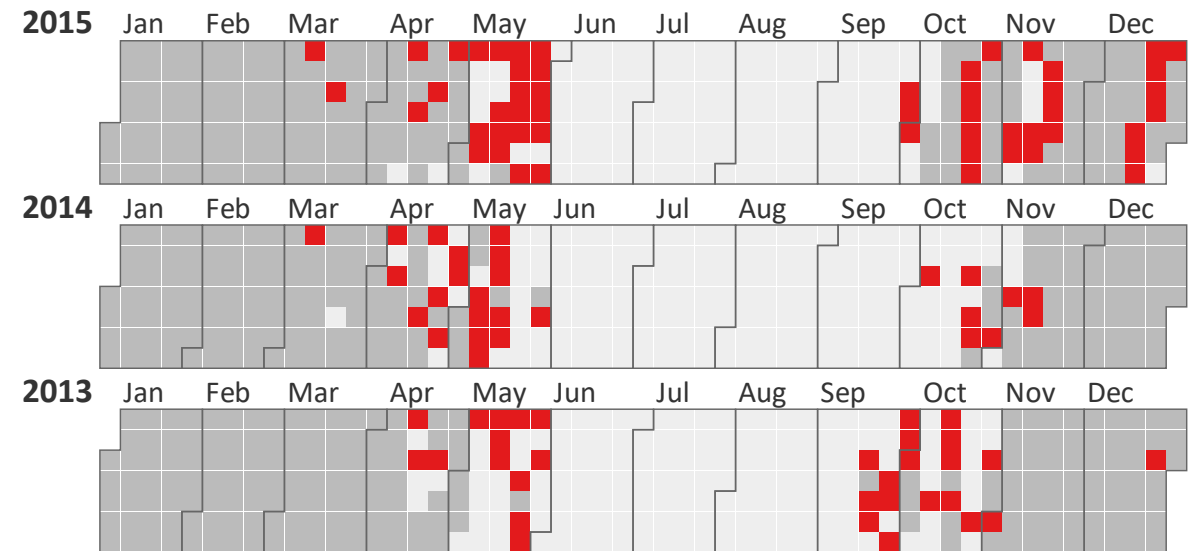 2015 Jan Feb Mar Apr May Jun Jul Aug Sep Oct Nov Dec
2014 Jan Feb Mar Apr May Jun Jul Aug Sep Oct Nov Dec
2013 Jan Feb Mar Apr May Jun Jul Aug Sep Oct Nov Dec